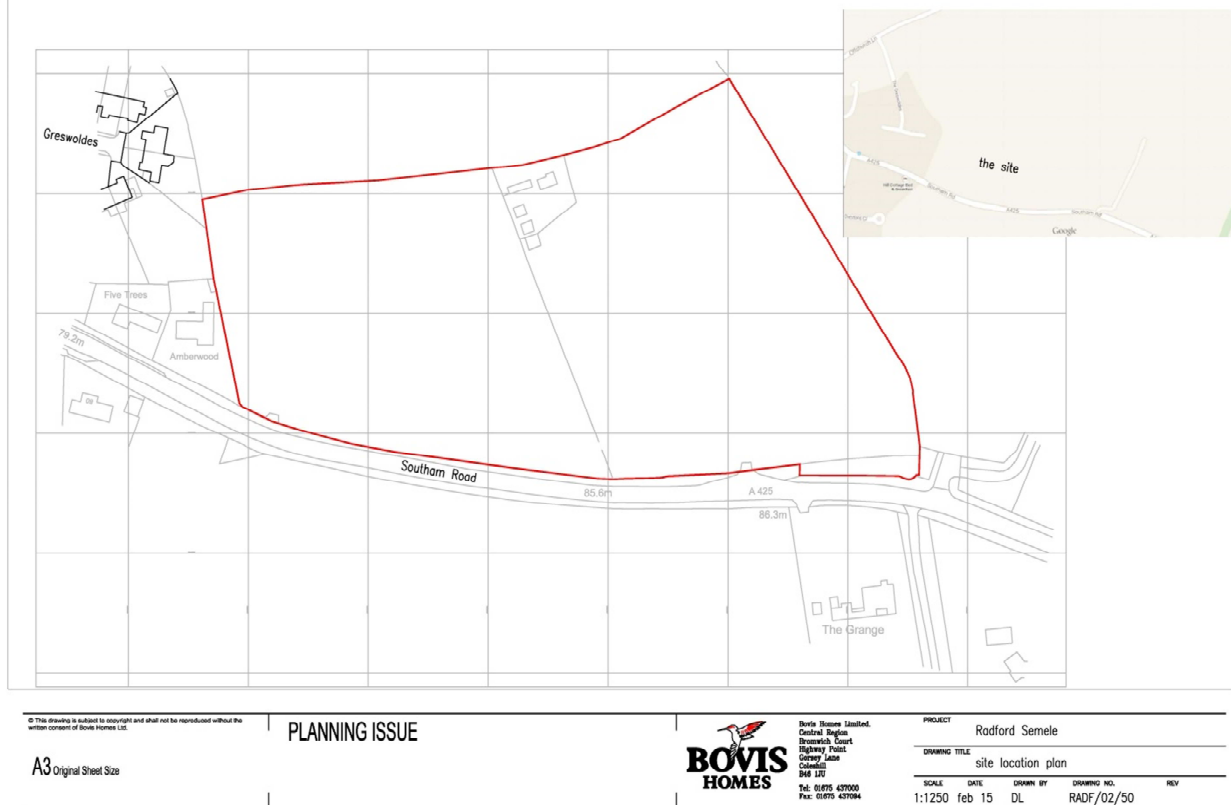 Greswoldes
Five Trees
79.2m
Amberwood
Southam Road
85.6m
A 425
86.3m
The Grange
the site
A425
Southam Rd
A425
Southam Rd
Google
© This drawing is subject to copyright and shall not be reproduced without the
written consent of Bovis Homes Ltd.
A3 Original Sheet Size
PLANNING ISSUE
BOVIS
HOMES
Bovis Homes Limited.
Central Region
Bromwich Court
Highway Point
Gorsey Lane
Coleshill
B46 1JU
Tel: 01675 437000
Fax: 01675 437094
PROJECT
Radford Semele
DRAWING TITLE
site location plan
SCALE DATE DRAWN BY DRAWING NO. REV
1:1250 feb 15 DL RADF/02/50